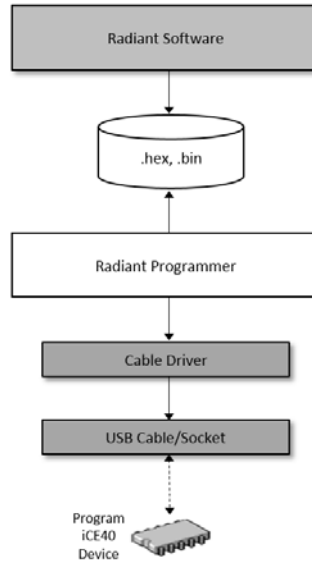 Radiant Software
.hex, .bin
Radiant Programmer
Cable Driver
USB Cable/Socket
Program
iCE40
Device